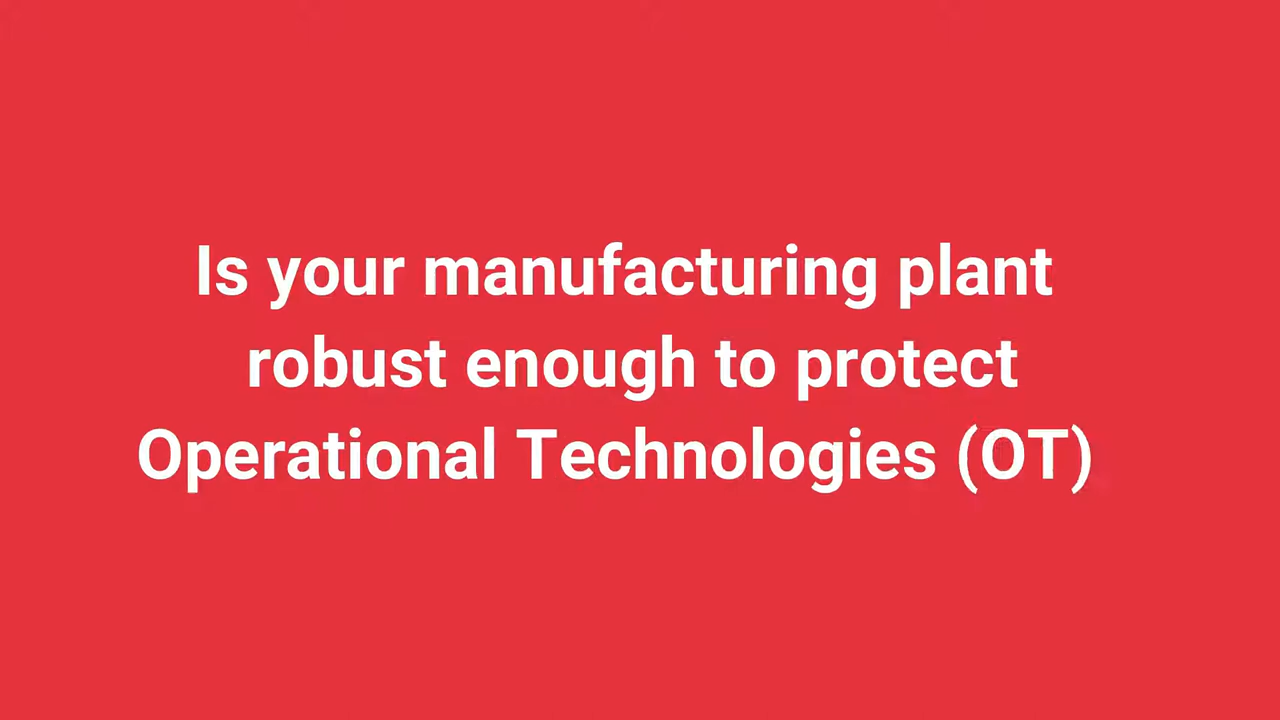 Is your manufacturing plant
robust enough to protect
Operational Technologies (OT)